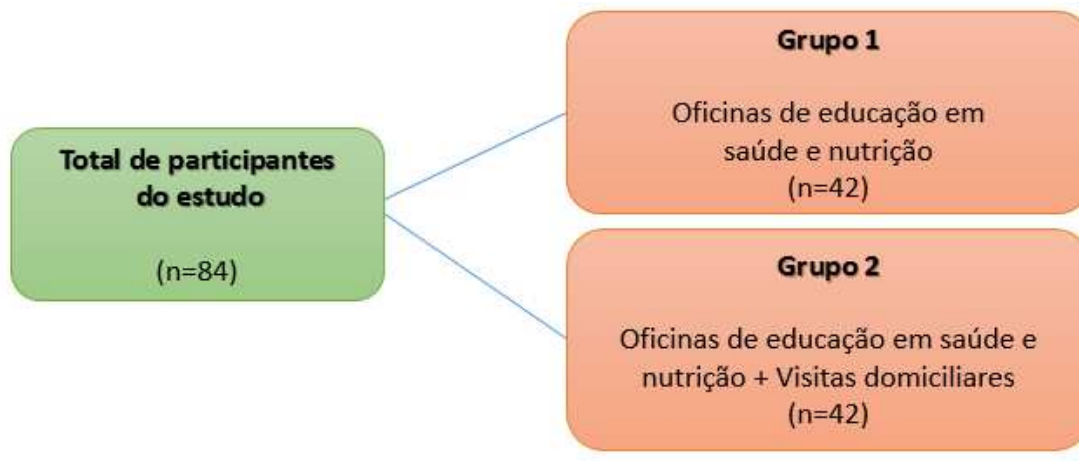 Total de participantes
do estudo
(n=84)
Grupo 1
Oficinas de educação em
saúde e nutrição
(n=42)
Grupo 2
Oficinas de educação em saúde e
nutrição + Visitas domiciliares
(n=42)